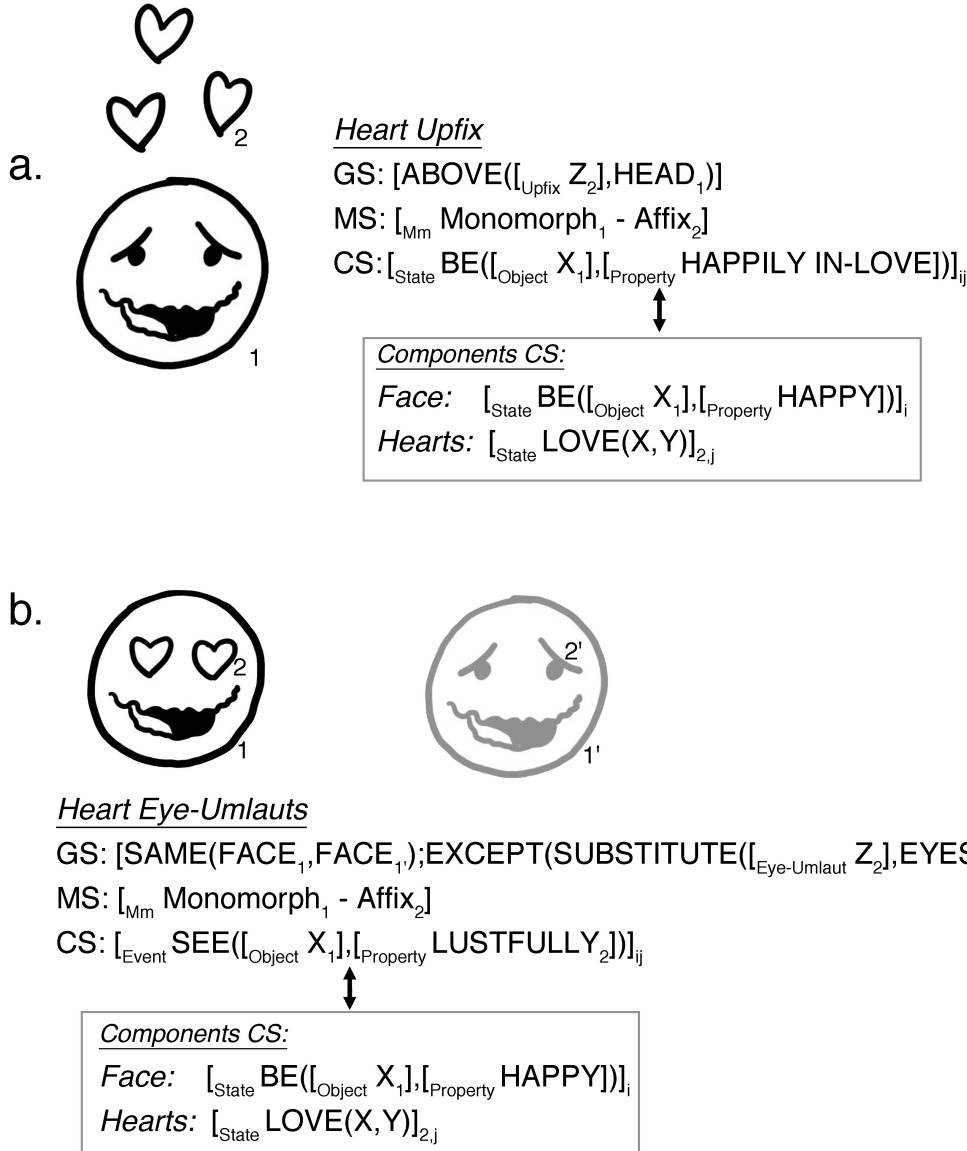 2
a.
1
Heart Upfix
GS: [ABOVE([Upfix Z2],HEAD1)]
MS: [Mm Monomorph1 - Affix2]
CS:[State BE([Object X1],[Property HAPPILY IN-LOVE])]ij
Components CS:
Face: [State BE([Object X1],[Property HAPPY])]i
Hearts: [State LOVE(X,Y)]2,j
b.
2
1
2'
1'
Heart Eye-Umlauts
GS: [SAME(FACE1,FACE1');EXCEPT(SUBSTITUTE([Eye-Umlaut Z2],EYES
MS: [Mm Monomorph1 - Affix2]
CS: [Event SEE([Object X1],[Property LUSTFULLY2])]ij
Components CS:
Face: [State BE([Object X1],[Property HAPPY])]i
Hearts: [State LOVE(X,Y)]2,j